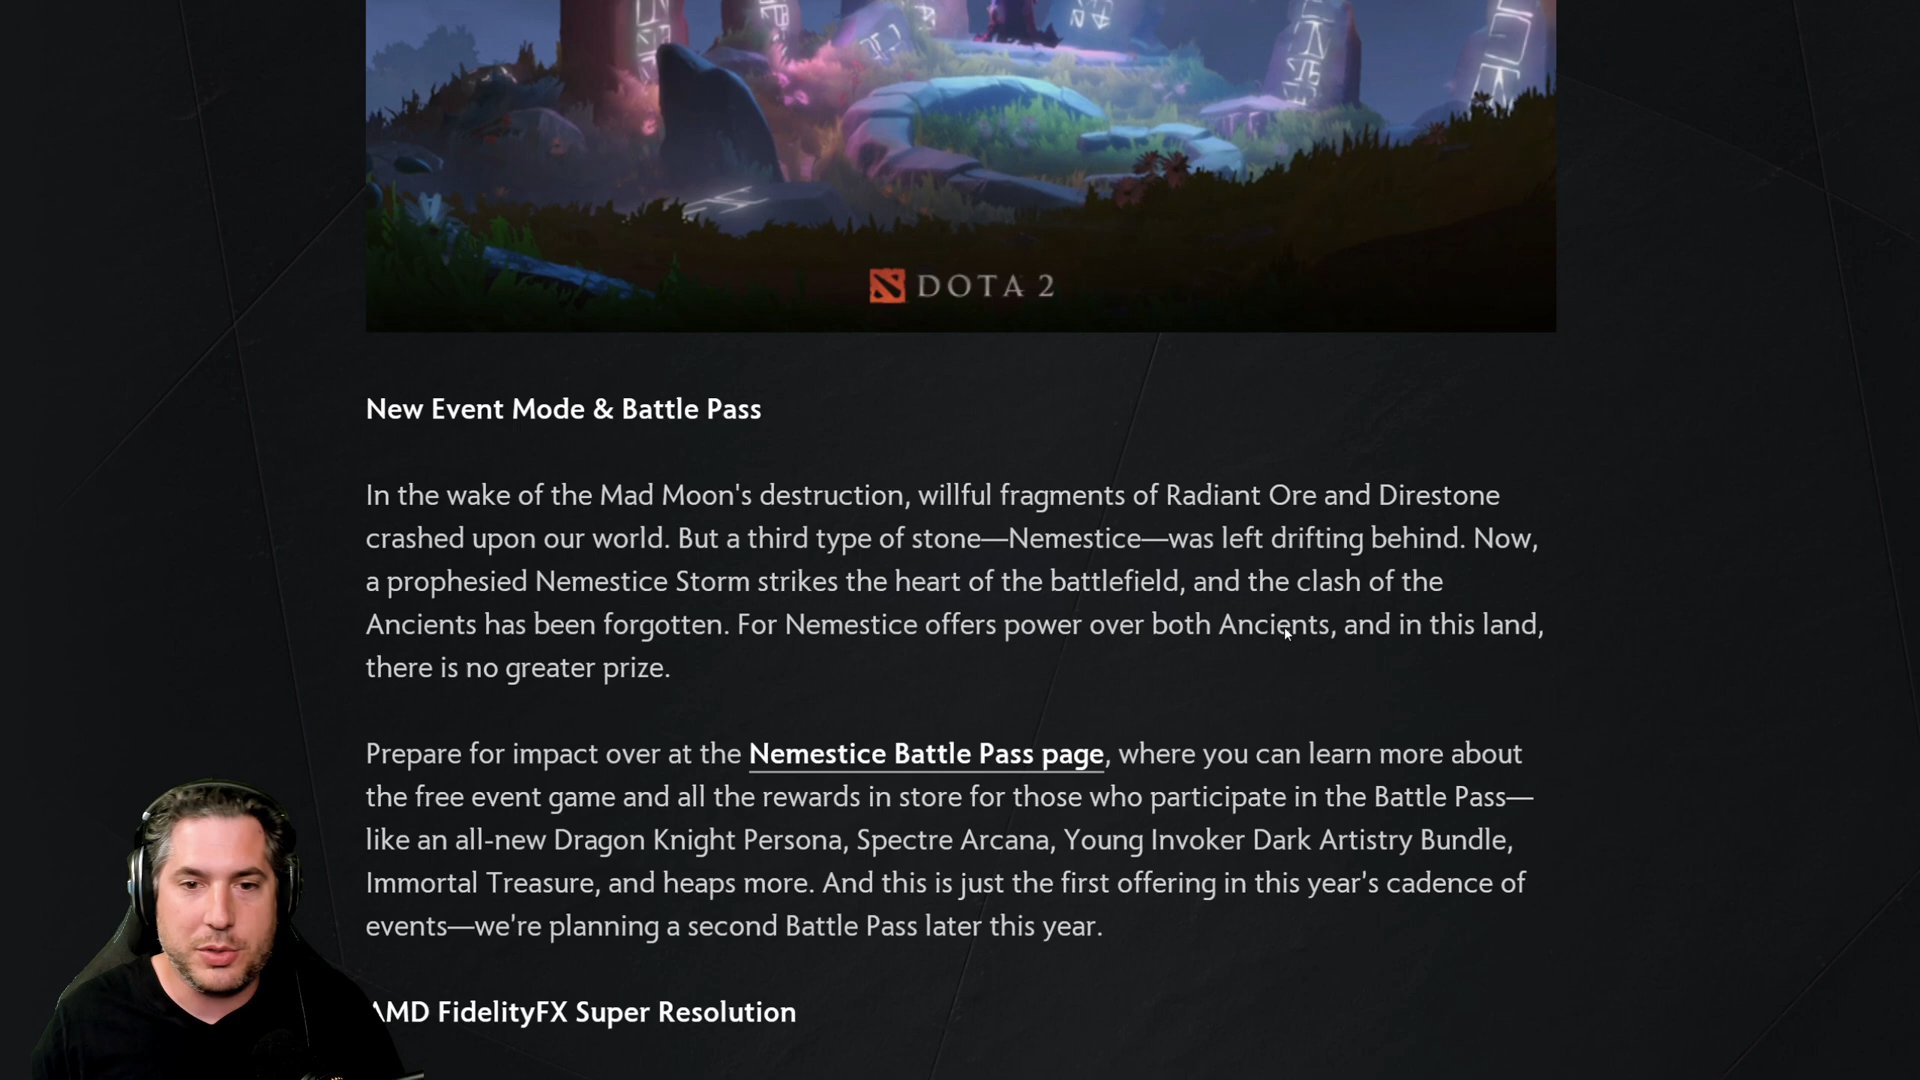 DOTA 2
New Event Mode & Battle Pass
In the wake of the Mad Moon's destruction, willful fragments of Radiant Ore and Direstone
crashed upon our world. But a third type of stone—Nemestice—was left drifting behind. Now,
a prophesied Nemestice Storm strikes the heart of the battlefield, and the clash of the
Ancients has been forgotten. For Nemestice offers power over both Ancients, and in this land,
there is no greater prize.
Prepare for impact over at the Nemestice Battle Pass page, where you can learn more about
the free event game and all the rewards in store for those who participate in the Battle Pass—
like an all-new Dragon Knight Persona, Spectre Arcana, Young Invoker Dark Artistry Bundle,
Immortal Treasure, and heaps more. And this is just the first offering in this year's cadence of
events—we're planning a second Battle Pass later this year.
AMD FidelityFX Super Resolution